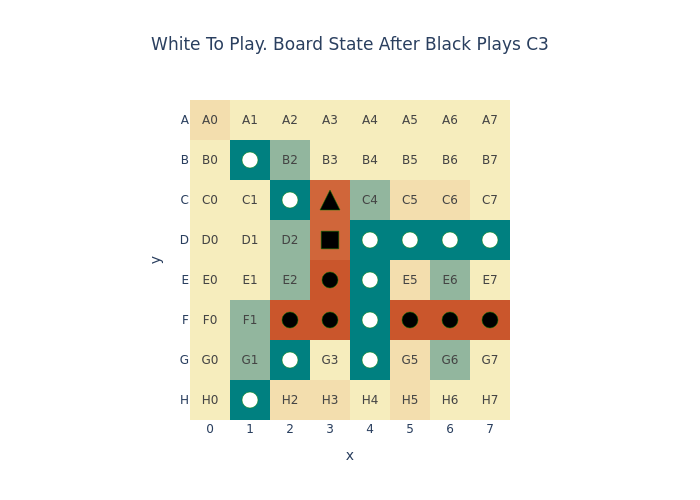 White To Play. Board State After Black Plays C3
A A0 A1 A2 A3 A4 A5 A6 A7
B B0 B2 B3 B4 B5 B6 B7
C C0 C1 C4 C5 C6 C7
D D0 D1 D2
y
E E0 E1 E2 E5 E6 E7
F F0 F1
G G0 G1 G3 G5 G6 G7
H H0 H2 H3 H4 H5 H6 H7
0 1 2 3 4 5 6 7
x